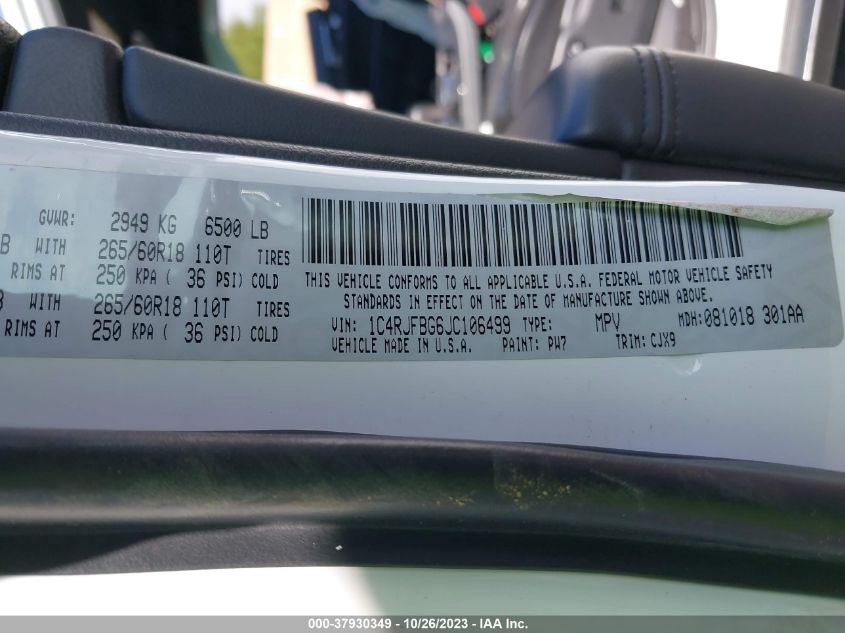 GVWR: 2949 KG 6500 LB
B WITH 265/60R18 110T TIRES
RIMS AT 250 KPA ( 36 PSI) COLD
WITH 265/60R18 110T TIRES
RIMS AT 250 KPA ( 36 PSI) COLD
THIS VEHICLE CONFORMS TO ALL APPLICABLE U.S.A. FEDERAL MOTOR VEHICLE SAFETY
STANDARDS IN EFFECT ON THE DATE OF MANUFACTURE SHOWN ABOVE.
VIN: 1C4RJFBG6JC106499 TYPE: MPV MDH: 081018 301AA
VEHICLE MADE IN U.S.A. PAINT: PW7 TRIM: CJX9
000-37930349 - 10/26/2023 - IAA Inc.